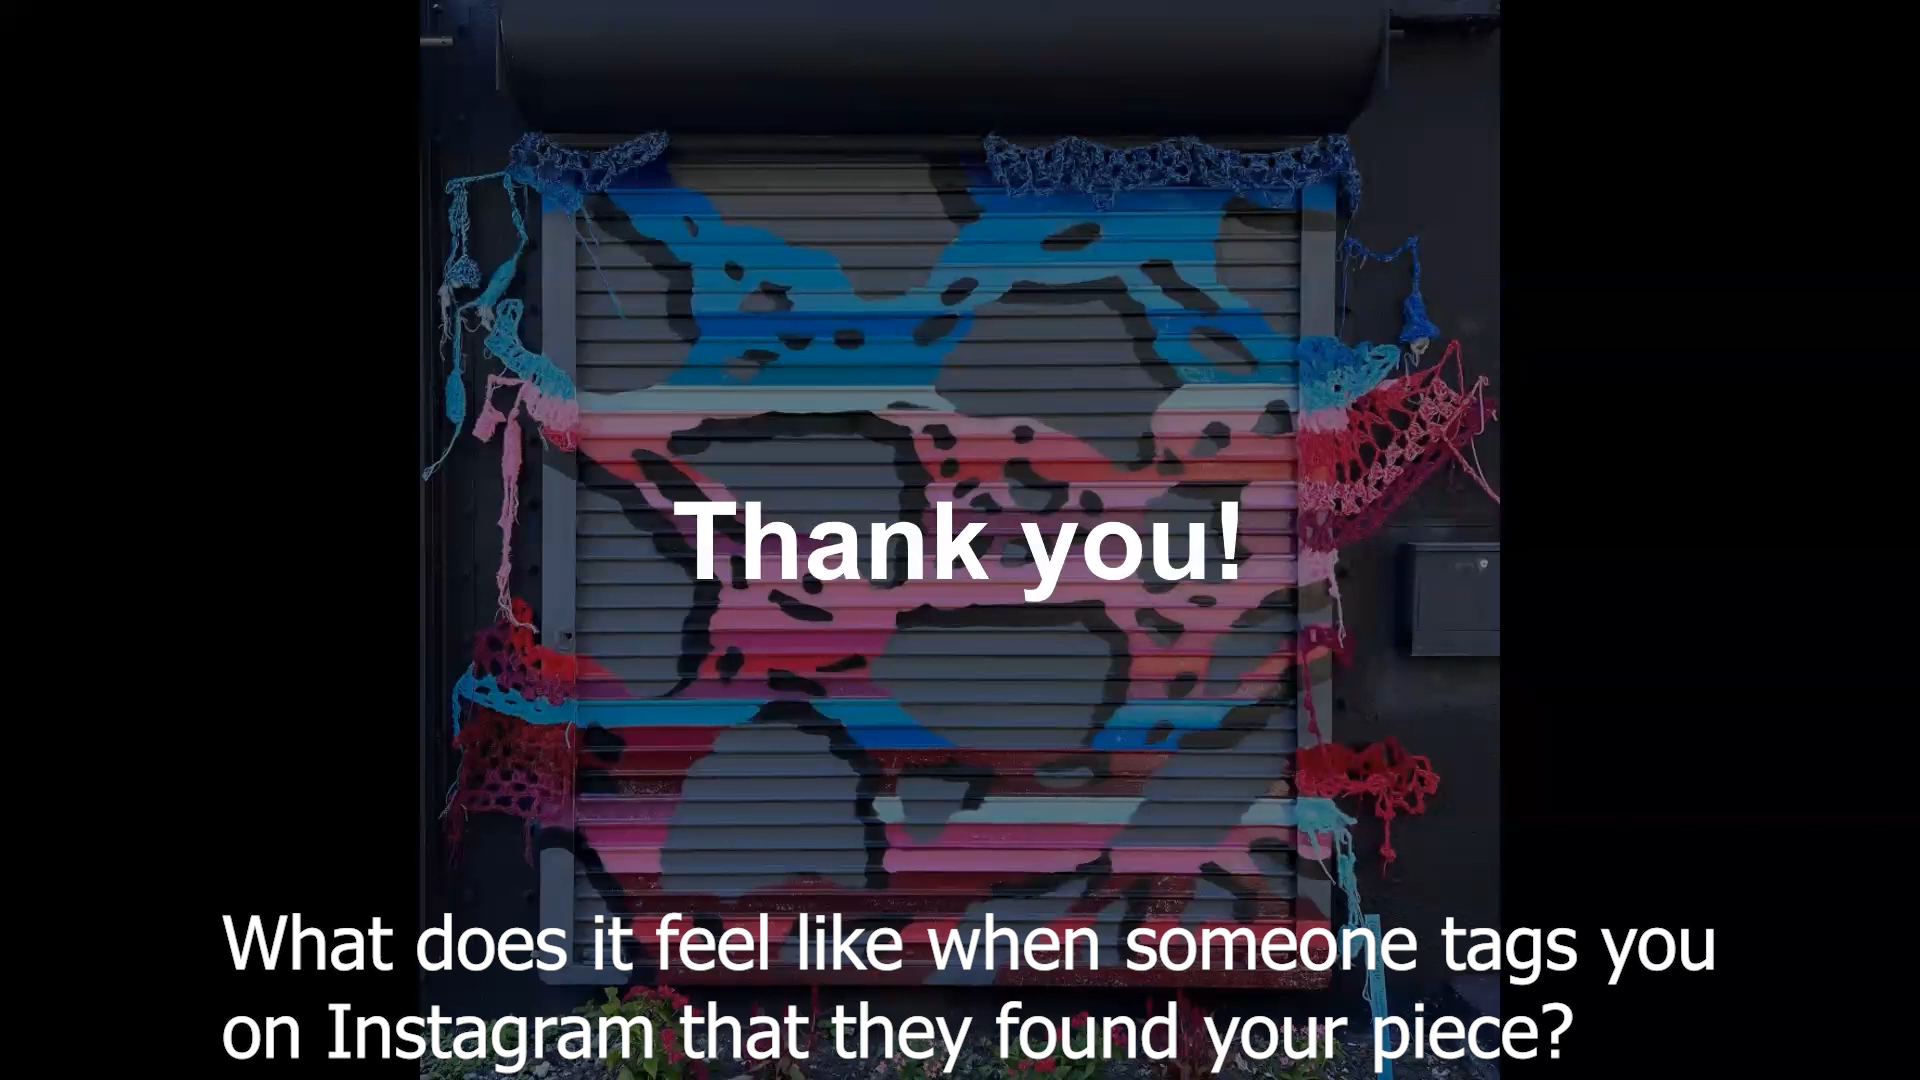 Thank you!
What does it feel like when someone tags you
on Instagram that they found your piece?